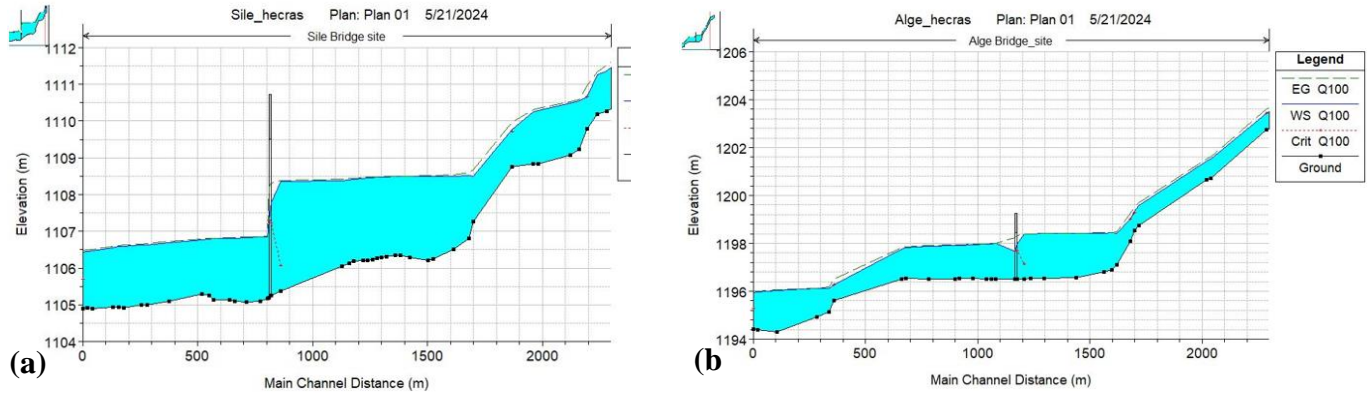 Sile_hecras Plan: Plan 01 5/21/2024
Sile Bridge site
1112
1111
1110
1109
1108
1107
1106
1105
1104
0 500 1000 1500 2000
Elevation (m)
Main Channel Distance (m)
(a)
Alge_hecras Plan: Plan 01 5/21/2024
Alge Bridge_site
1206
1204
1202
1200
1198
1196
1194
0 500 1000 1500 2000
Elevation (m)
Main Channel Distance (m)
(b)
Legend
EG Q100
WS Q100
Crit Q100
Ground